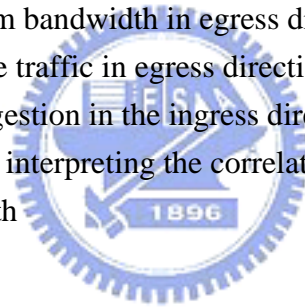 m bandwidth in egress di
e traffic in egress directi
gestion in the ingress dire
interpreting the correlat
th
1896